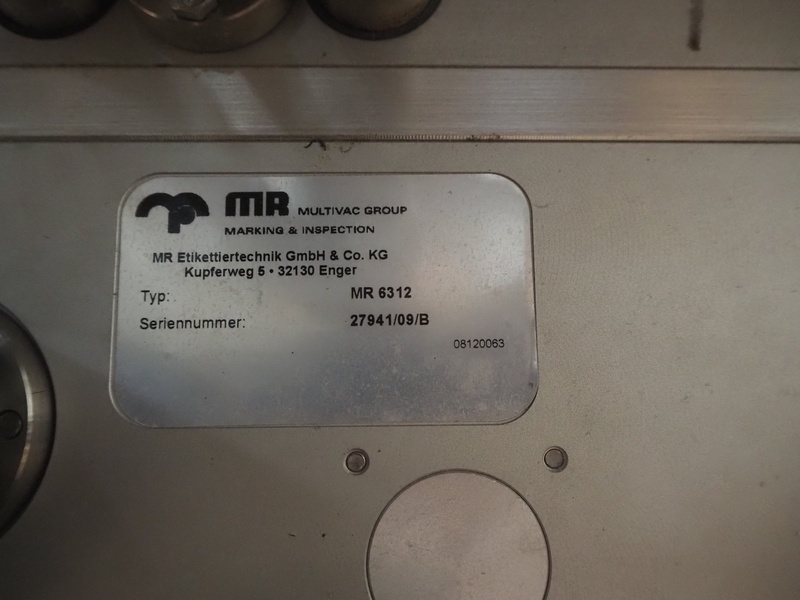 MR MULTIVAC GROUP
MARKING & INSPECTION
MR Etikettiertechnik GmbH & Co. KG
Kupferweg 5 • 32130 Enger
Typ: MR 6312
Seriennummer: 27941/09/B
08120063